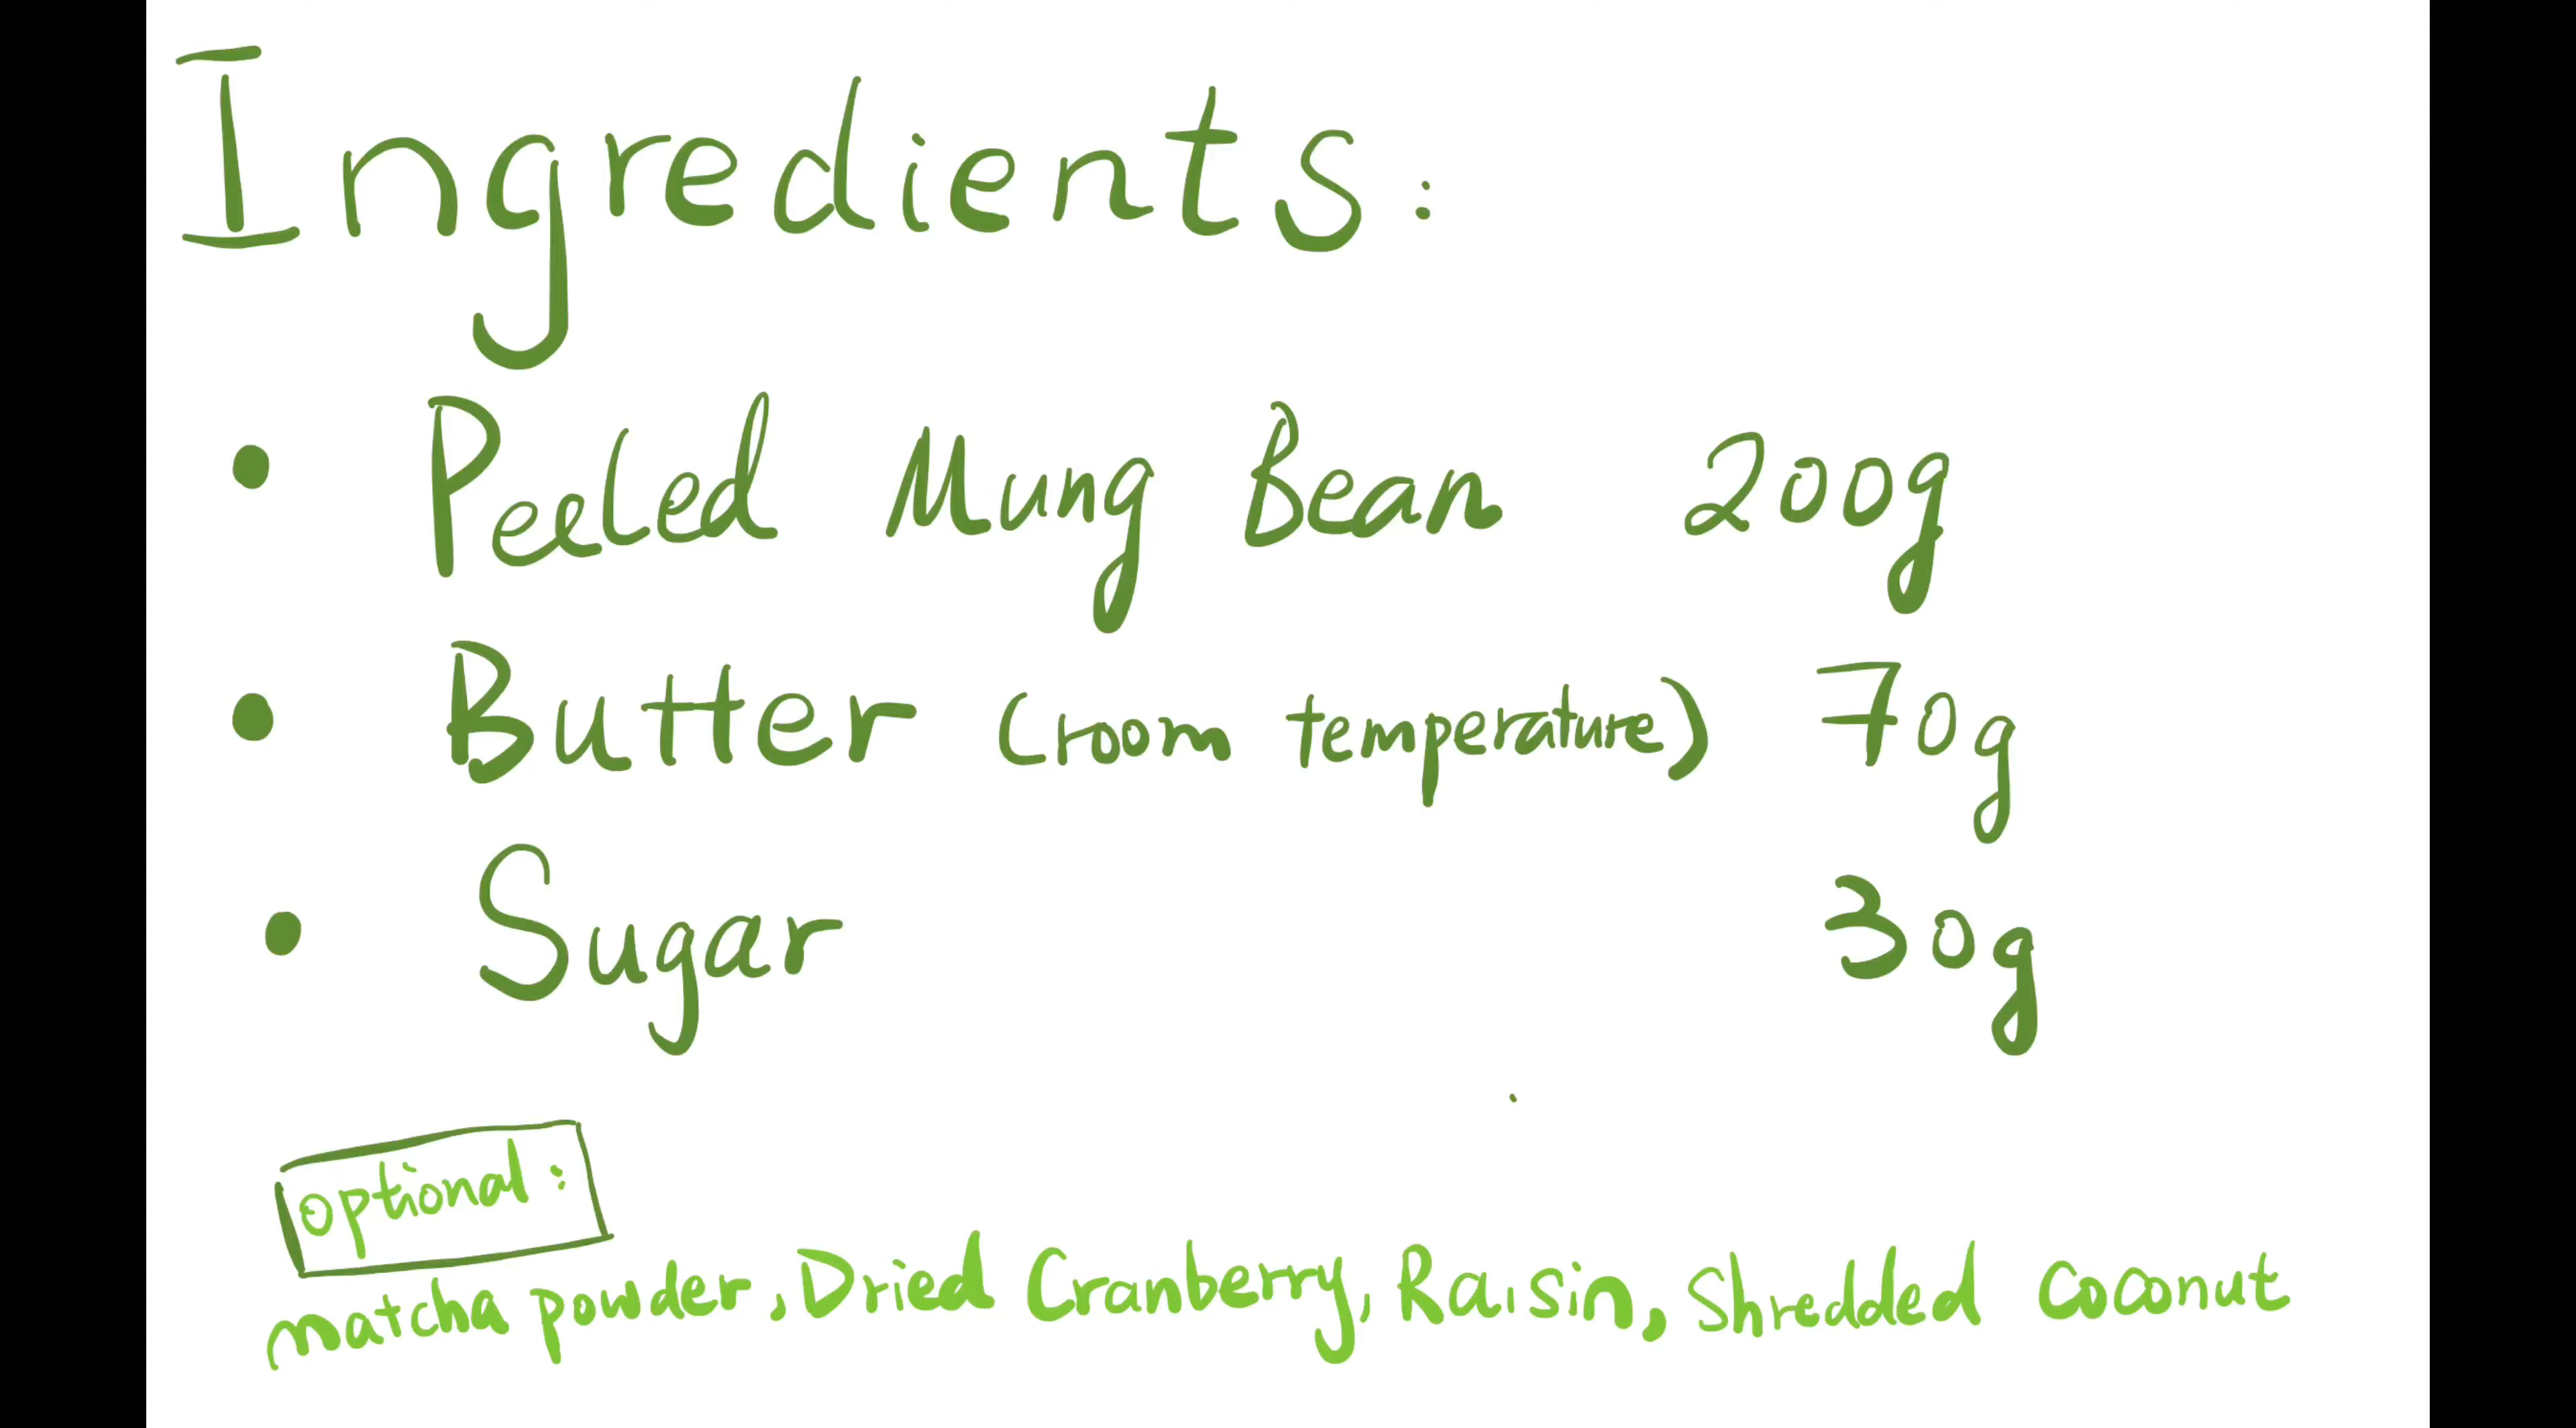 Ingredients:
• Peeled Mung Bean 200g
• Butter (room temperature) 70g
• Sugar 30g
optional:
matcha powder, Dried Cranberry, Raisin, Shredded Coconut